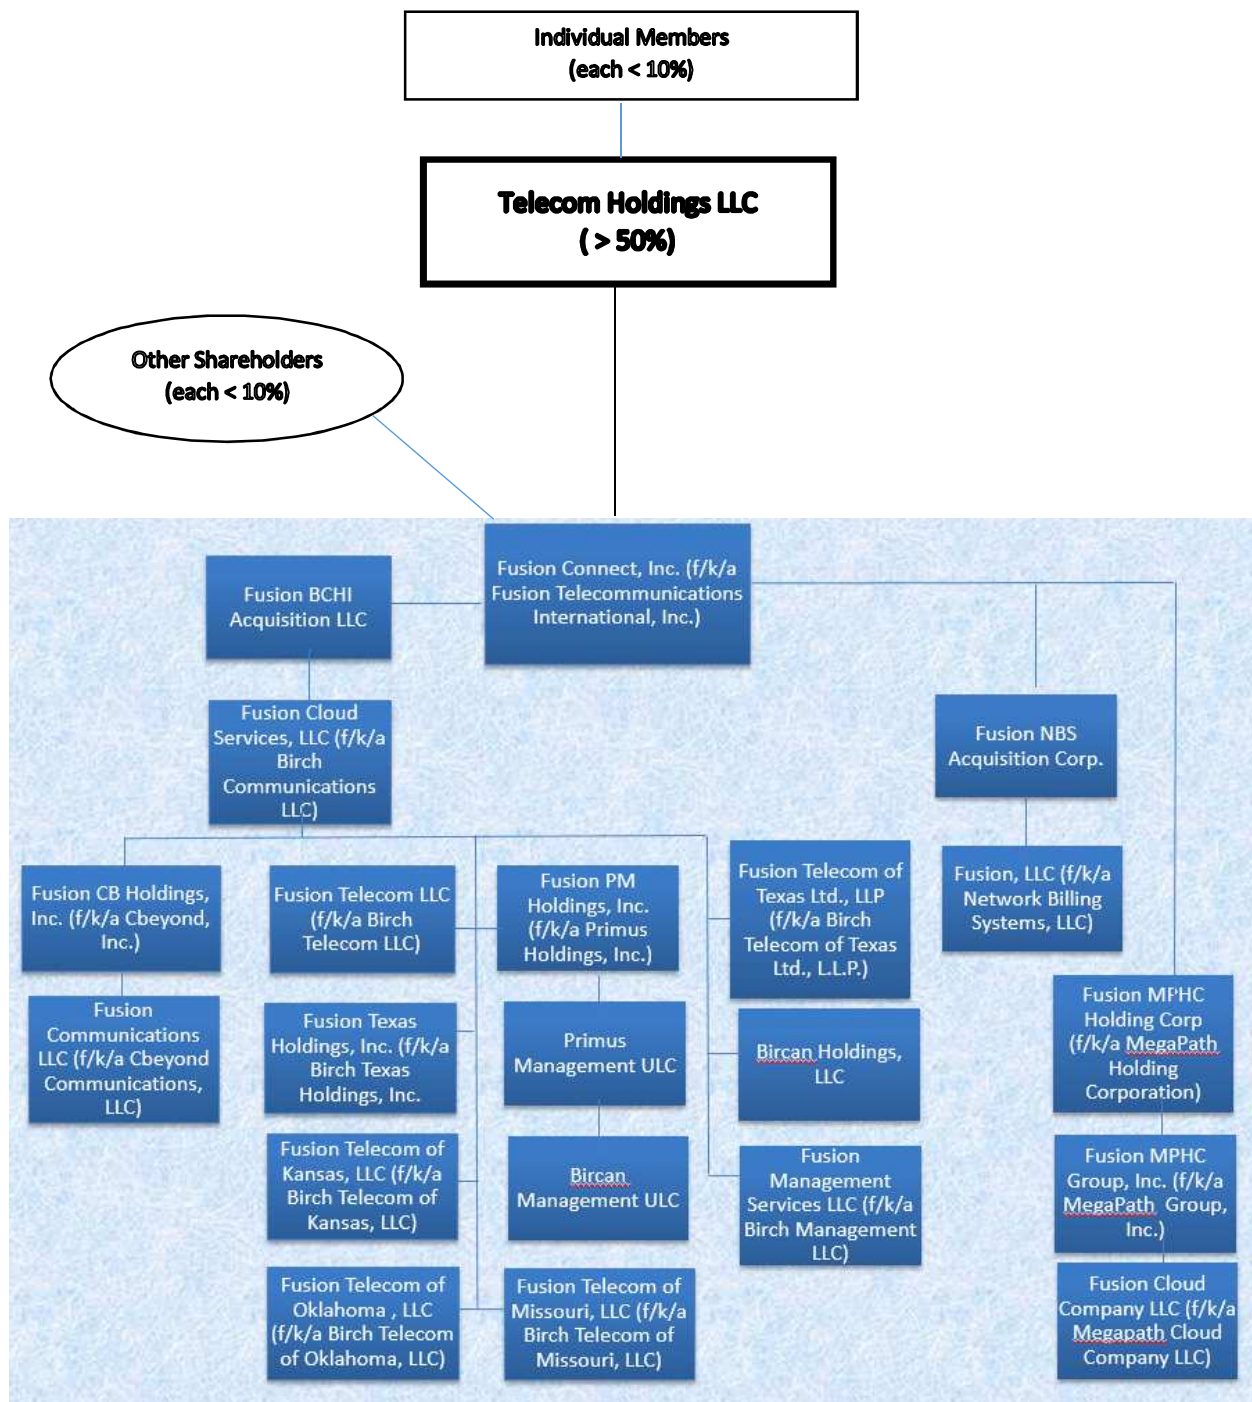 Individual Members
(each < 10%)
Telecom Holdings LLC
( > 50%)
Other Shareholders
(each < 10%)
Fusion Connect, Inc. (f/k/a
Fusion Telecommunications
International, Inc.)
Fusion BCHI
Acquisition LLC
Fusion Cloud
Services, LLC (f/k/a
Birch
Communications
LLC)
Fusion NBS
Acquisition Corp.
Fusion, LLC (f/k/a
Network Billing
Systems, LLC)
Fusion CB Holdings,
Inc. (f/k/a Cbeyond,
Inc.)
Fusion
Communications
LLC (f/k/a Cbeyond
Communications,
LLC)
Fusion Telecom LLC
(f/k/a Birch
Telecom LLC)
Fusion Texas
Holdings, Inc. (f/k/a
Birch Texas
Holdings, Inc.
Fusion Telecom of
Kansas, LLC (f/k/a
Birch Telecom of
Kansas, LLC)
Fusion Telecom of
Oklahoma , LLC
(f/k/a Birch Telecom
of Oklahoma, LLC)
Fusion PM
Holdings, Inc.
(f/k/a Primus
Holdings, Inc.)
Primus
Management ULC
Bircan
Management ULC
Fusion Telecom of
Missouri, LLC (f/k/a
Birch Telecom of
Missouri, LLC)
Fusion Telecom of
Texas Ltd., LLP
(f/k/a Birch
Telecom of Texas
Ltd., L.L.P.)
Bircan Holdings,
LLC
Fusion
Management
Services LLC (f/k/a
Birch Management
LLC)
Fusion MPHC
Holding Corp
(f/k/a MegaPath
Holding
Corporation)
Fusion MPHC
Group, Inc. (f/k/a
MegaPath Group,
Inc.)
Fusion Cloud
Company LLC (f/k/a
Megapath Cloud
Company LLC)